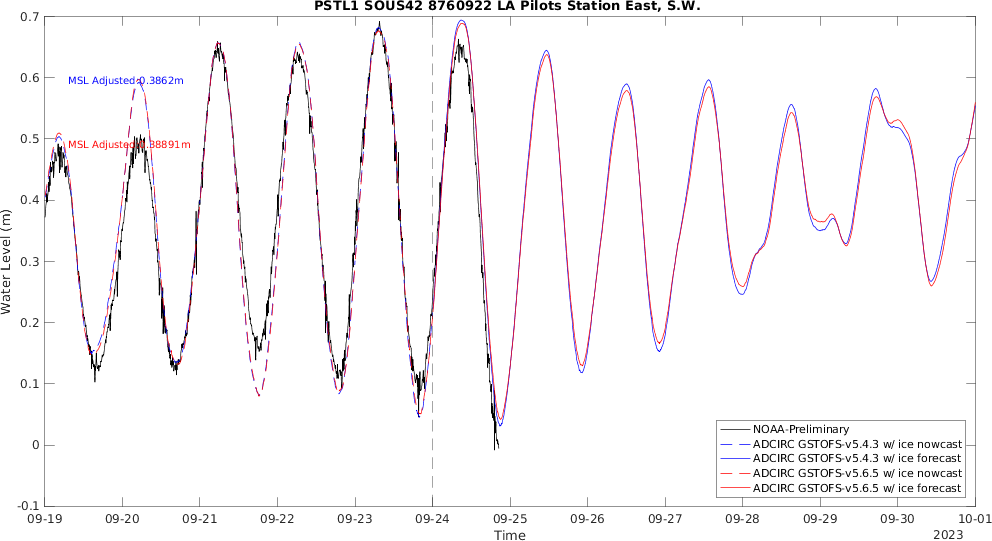 PSTL1 SOUS42 8760922 LA Pilots Station East, S.W.
0.7
0.6
0.5
0.4
0.3
0.2
0.1
0
-0.1
Water Level (m)
MSL Adjusted 0.3862m
MSL Adjusted 0.38891m
NOAA-Preliminary
ADCIRC GSTOFS-v5.4.3 w/ ice nowcast
ADCIRC GSTOFS-v5.4.3 w/ ice forecast
ADCIRC GSTOFS-v5.6.5 w/ ice nowcast
ADCIRC GSTOFS-v5.6.5 w/ ice forecast
09-19 09-20 09-21 09-22 09-23 09-24 09-25 09-26 09-27 09-28 09-29 09-30 10-01
Time
2023